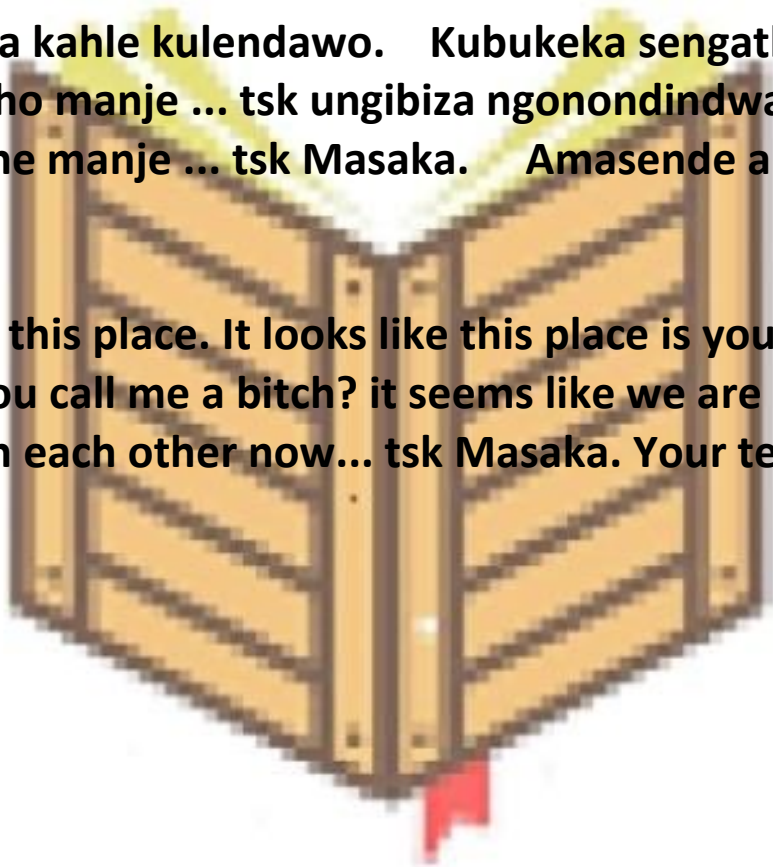 a kahle kulendawo. Kubukeka sengat
ho manje ... tsk ungibiza ngonondindwa
ne manje ... tsk Masaka. Amasende a
this place. It looks like this place is you
ou call me a bitch? it seems like we are
n each other now... tsk Masaka. Your te